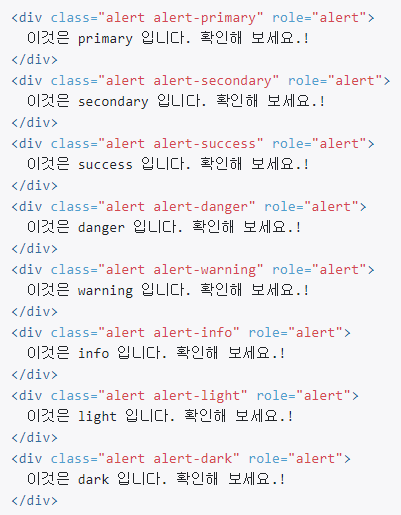 <div class="alert alert-primary" role="alert">
이것은 primary 입니다. 확인해 보세요.!
</div>
<div class="alert alert-secondary" role="alert">
이것은 secondary 입니다. 확인해 보세요.!
</div>
<div class="alert alert-success" role="alert">
이것은 success 입니다. 확인해 보세요.!
</div>
<div class="alert alert-danger" role="alert">
이것은 danger 입니다. 확인해 보세요.!
</div>
<div class="alert alert-warning" role="alert">
이것은 warning 입니다. 확인해 보세요.!
</div>
<div class="alert alert-info" role="alert">
이것은 info 입니다. 확인해 보세요.!
</div>
<div class="alert alert-light" role="alert">
이것은 light 입니다. 확인해 보세요.!
</div>
<div class="alert alert-dark" role="alert">
이것은 dark 입니다. 확인해 보세요.!
</div>